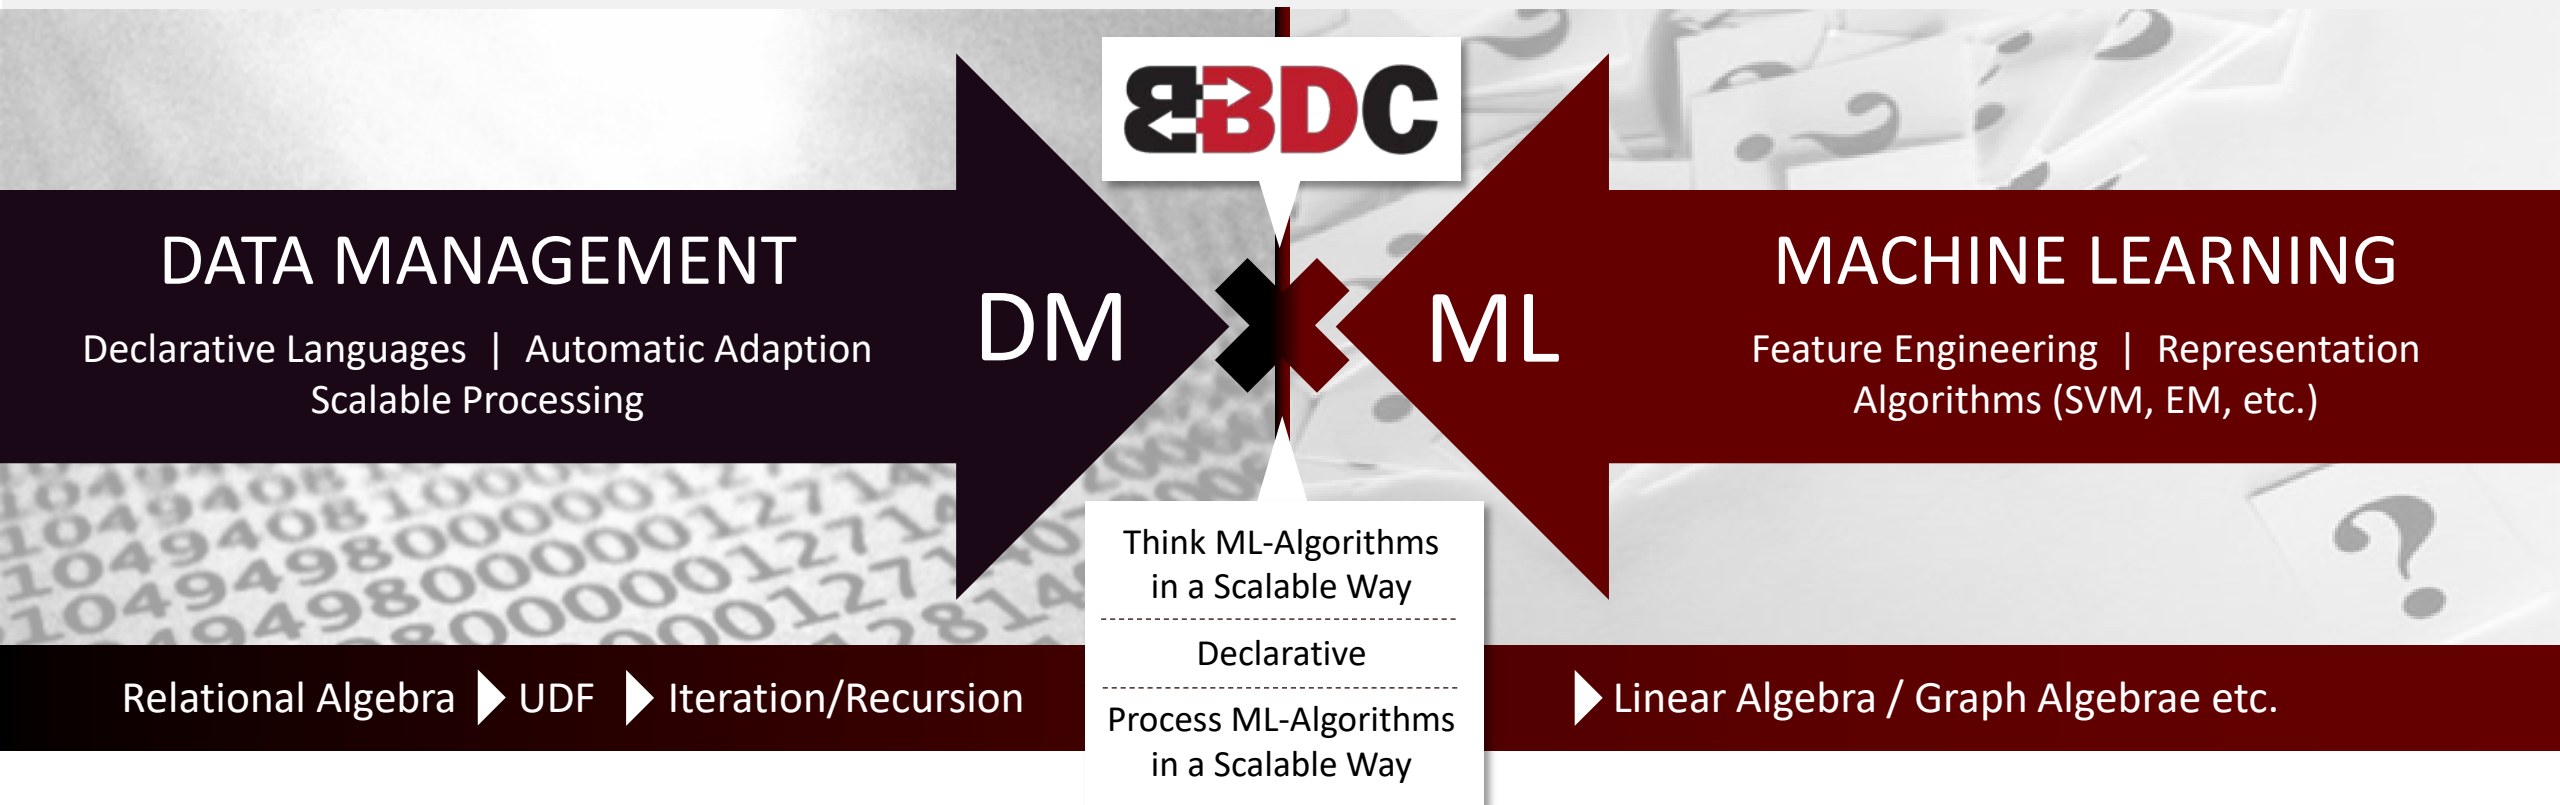 BBDC
DATA MANAGEMENT
Declarative Languages | Automatic Adaption
Scalable Processing
DM
ML
MACHINE LEARNING
Feature Engineering | Representation
Algorithms (SVM, EM, etc.)
1049408100000012714
Think ML-Algorithms
in a Scalable Way
Declarative
Process ML-Algorithms
in a Scalable Way
Relational Algebra
UDF
Iteration/Recursion
Linear Algebra / Graph Algebrae etc.
?